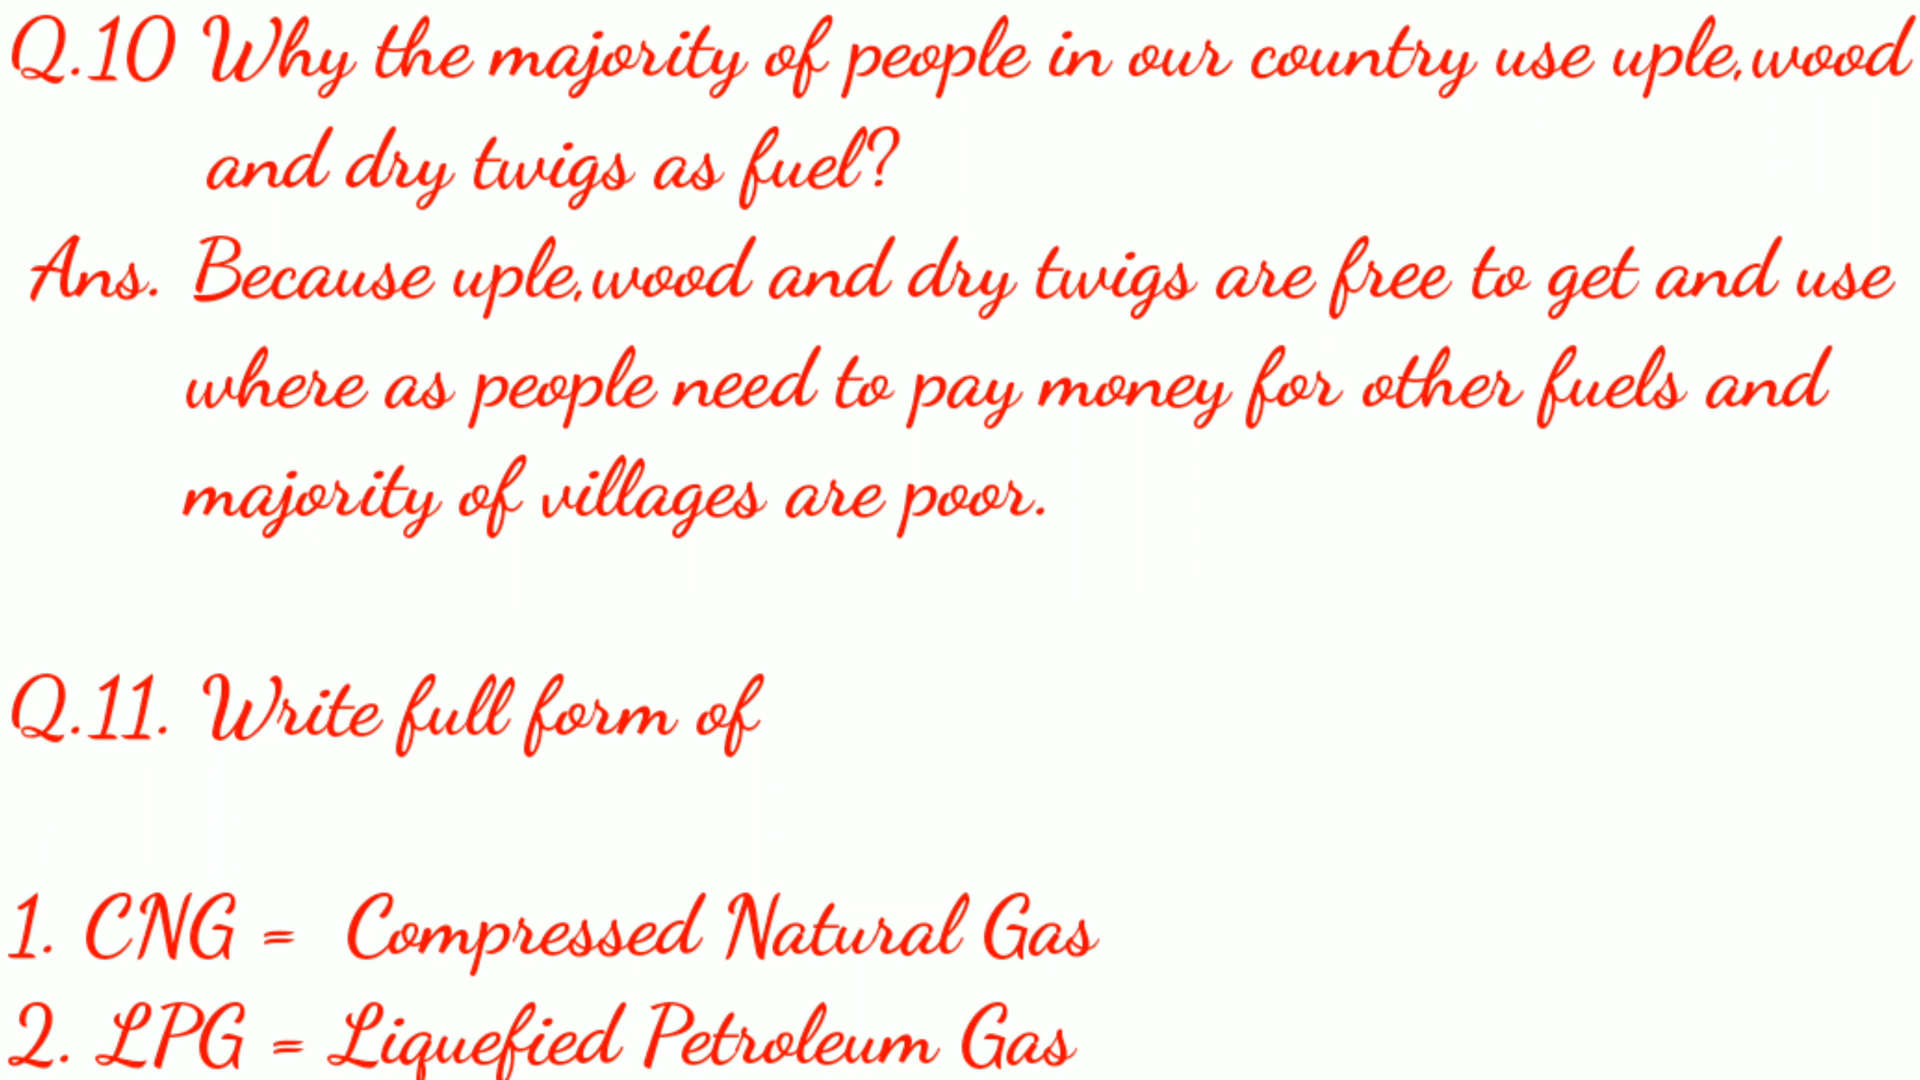 Q.10 Why the majority of people in our country use uple,wood
and dry twigs as fuel?
Ans. Because uple,wood and dry twigs are free to get and use
where as people need to pay money for other fuels and
majority of villages are poor.
Q.11. Write full form of
1. CNG = Compressed Natural Gas
2. LPG = Liquefied Petroleum Gas